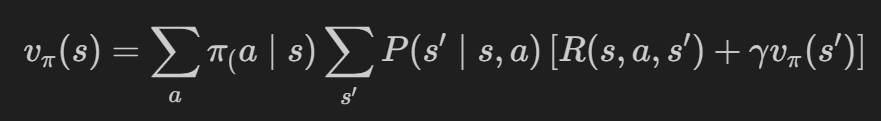 v_π(s) = ∑_a π_(a | s) ∑_{s′} P(s′ | s, a) [R(s, a, s′) + γv_π(s′)]